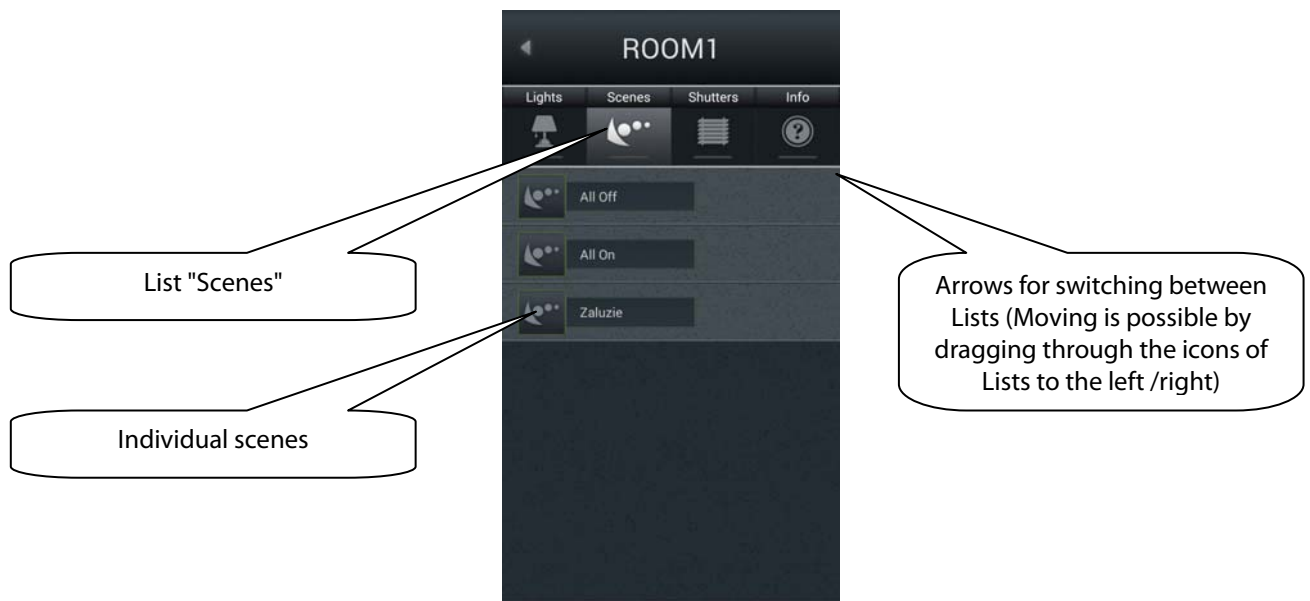 ROOM1
Lights Scenes Shutters Info
All Off
All On
Zaluzie
List "Scenes"
Individual scenes
Arrows for switching between
Lists (Moving is possible by
dragging through the icons of
Lists to the left /right)